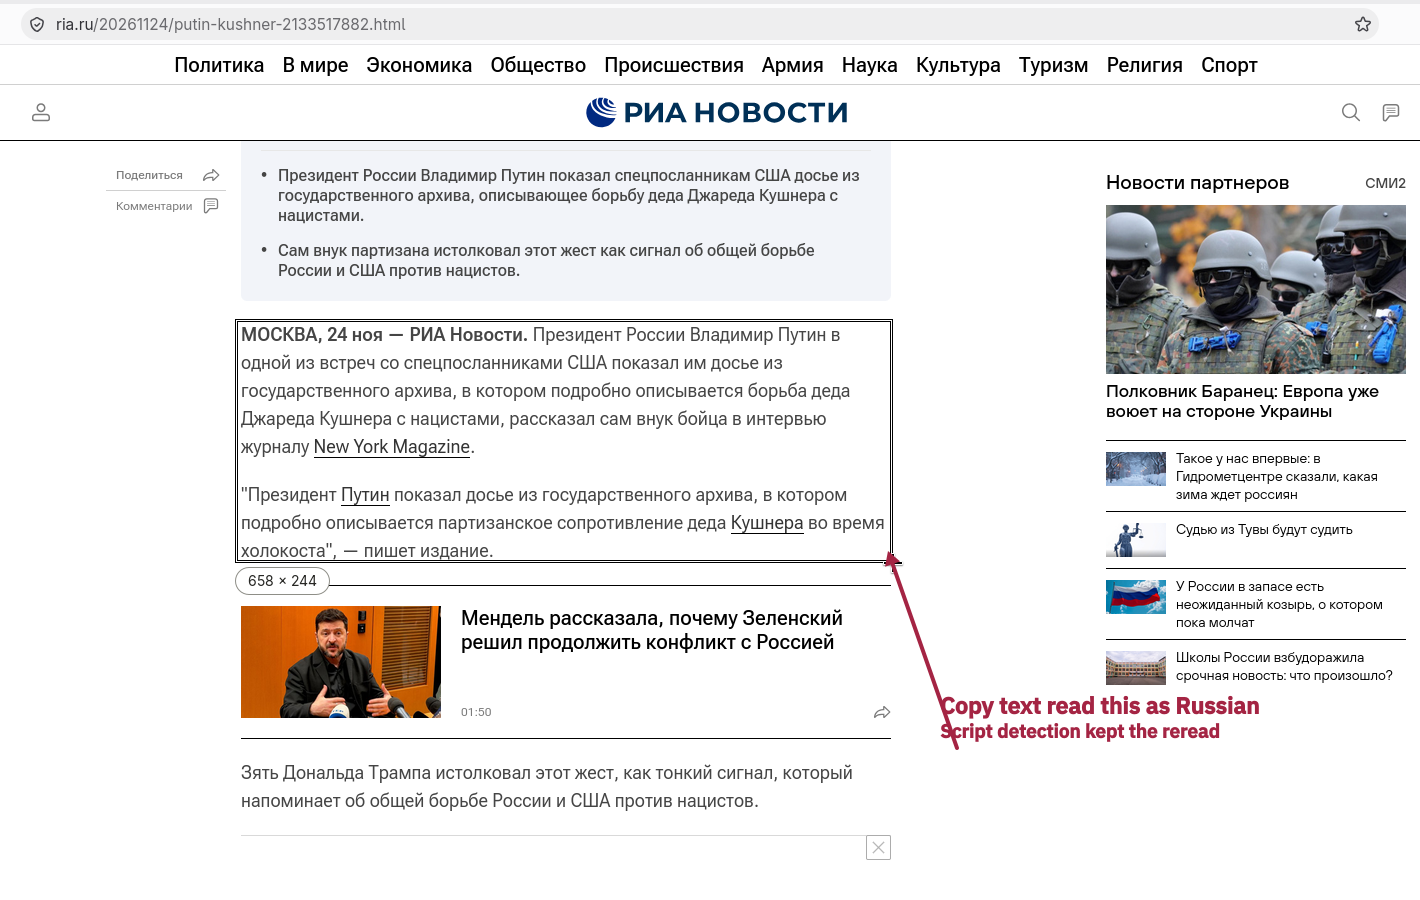 ria.ru/20261124/putin-kushner-2133517882.html
Политика В мире Экономика Общество Происшествия Армия Наука Культура Туризм Религия Спорт
РИА НОВОСТИ
Поделиться
Комментарии
• Президент России Владимир Путин показал спецпосланникам США досье из
государственного архива, описывающее борьбу деда Джареда Кушнера с
нацистами.
• Сам внук партизана истолковал этот жест как сигнал об общей борьбе
России и США против нацистов.
МОСКВА, 24 ноя — РИА Новости. Президент России Владимир Путин в
одной из встреч со спецпосланниками США показал им досье из
государственного архива, в котором подробно описывается борьба деда
Джареда Кушнера с нацистами, рассказал сам внук бойца в интервью
журналу New York Magazine.
"Президент Путин показал досье из государственного архива, в котором
подробно описывается партизанское сопротивление деда Кушнера во время
холокоста", — пишет издание.
658 × 244
Мендель рассказала, почему Зеленский
решил продолжить конфликт с Россией
01:50
Зять Дональда Трампа истолковал этот жест, как тонкий сигнал, который
напоминает об общей борьбе России и США против нацистов.
Новости партнеров
СМИ2
Полковник Баранец: Европа уже
воюет на стороне Украины
Такое у нас впервые: в
Гидрометцентре сказали, какая
зима ждет россиян
Судью из Тувы будут судить
У России в запасе есть
неожиданный козырь, о котором
пока молчат
Школы России взбудоражила
срочная новость: что произошло?
Copy text read this as Russian
Script detection kept the reread